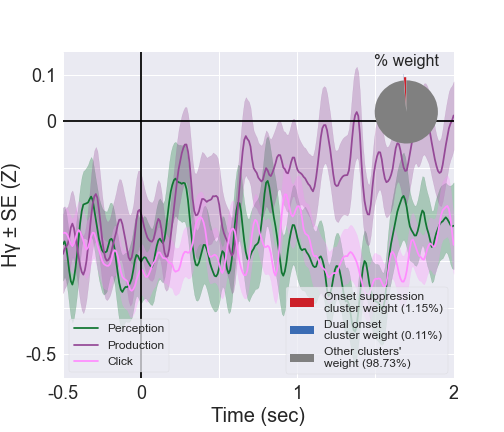 % weight
0.1
0
-0.5
Hγ ± SE (Z)
Onset suppression
cluster weight (1.15%)
Dual onset
cluster weight (0.11%)
Other clusters'
weight (98.73%)
Perception
Production
Click
-0.5
0
1
2
Time (sec)